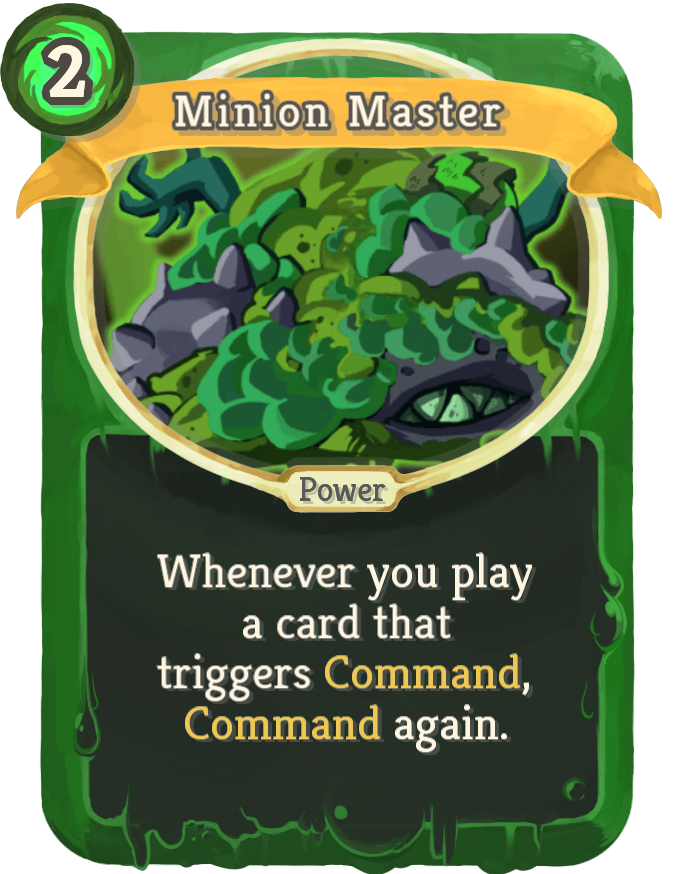 2
Minion Master
Power
Whenever you play
a card that
triggers Command,
Command again.